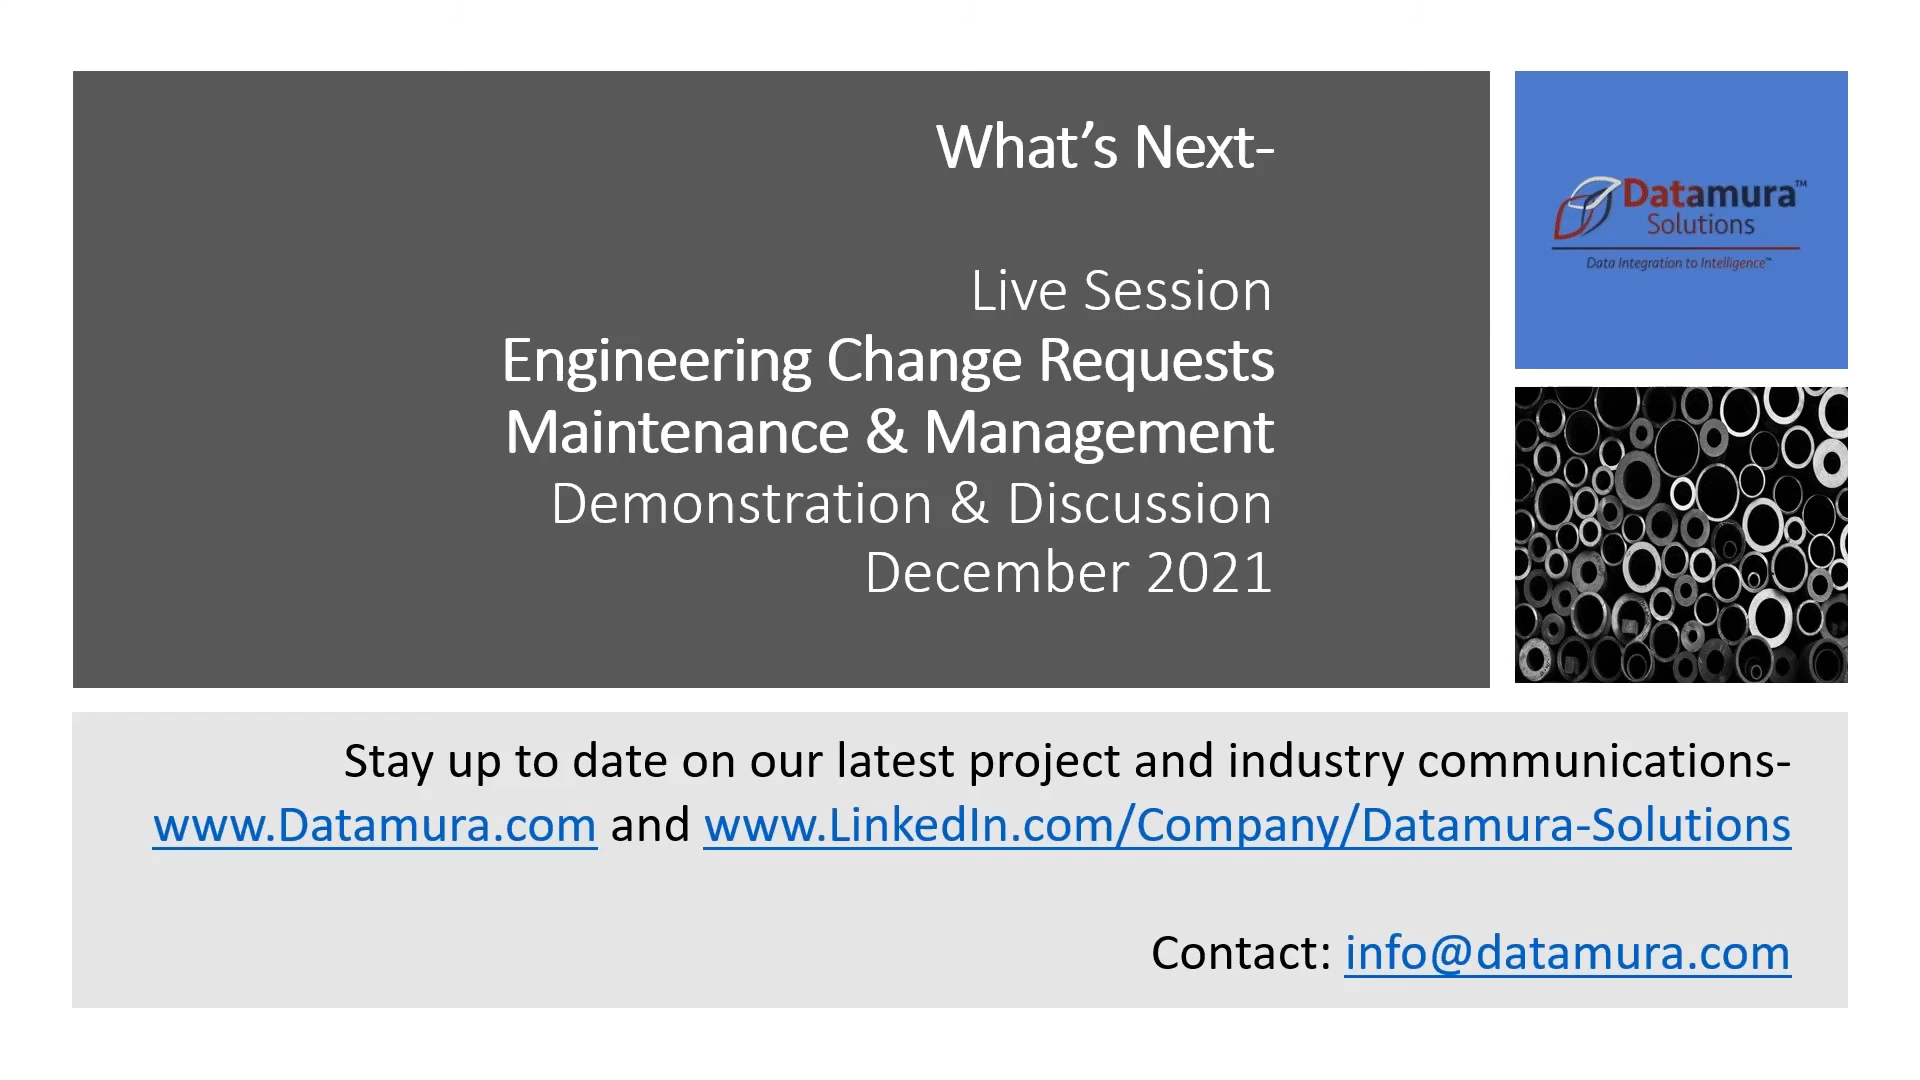 What’s Next-
Live Session
Engineering Change Requests
Maintenance & Management
Demonstration & Discussion
December 2021
Datamura™
Solutions
Data Integration to Intelligence™
Stay up to date on our latest project and industry communications-
www.Datamura.com and www.LinkedIn.com/Company/Datamura-Solutions
Contact: info@datamura.com